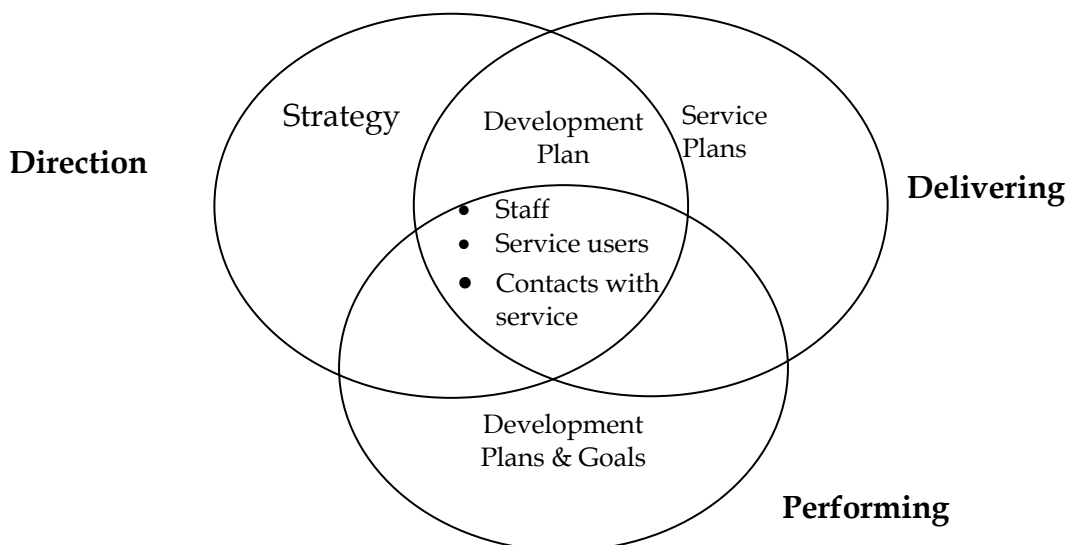 Strategy
Development
Plan
Service
Plans
Direction
Delivering
• Staff
• Service users
• Contacts with
service
Development
Plans & Goals
Performing